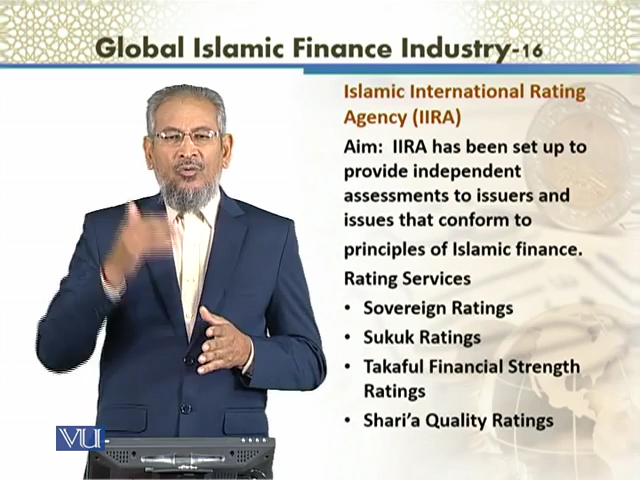 Global Islamic Finance Industry-16
Islamic International Rating
Agency (IIRA)
Aim:  IIRA has been set up to
provide independent
assessments to issuers and
issues that conform to
principles of Islamic finance.
Rating Services
• Sovereign Ratings
• Sukuk Ratings
• Takaful Financial Strength
Ratings
• Shari’a Quality Ratings
VU